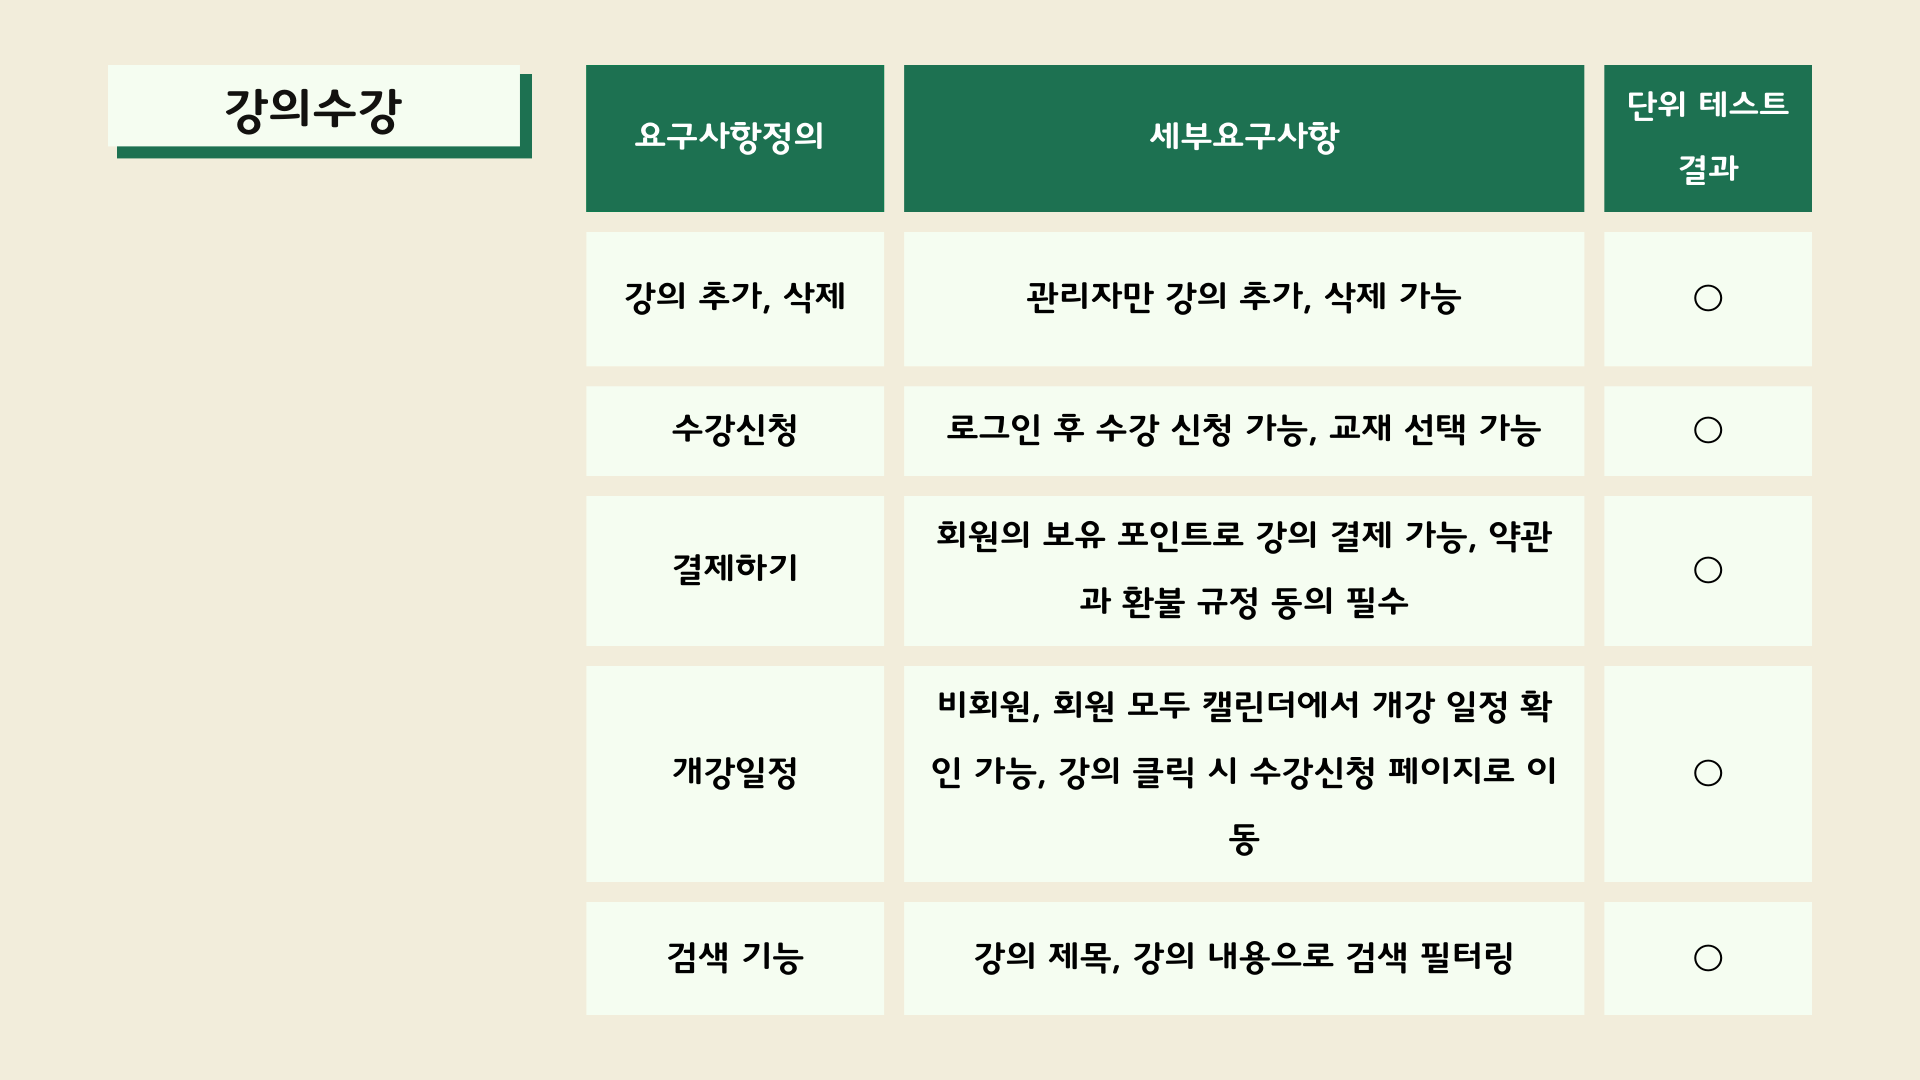 강의수강
요구사항정의
세부요구사항
단위 테스트
결과
강의 추가, 삭제
관리자만 강의 추가, 삭제 가능
○
수강신청
로그인 후 수강 신청 가능, 교재 선택 가능
○
결제하기
회원의 보유 포인트로 강의 결제 가능, 약관
과 환불 규정 동의 필수
○
개강일정
비회원, 회원 모두 캘린더에서 개강 일정 확
인 가능, 강의 클릭 시 수강신청 페이지로 이
동
○
검색 기능
강의 제목, 강의 내용으로 검색 필터링
○